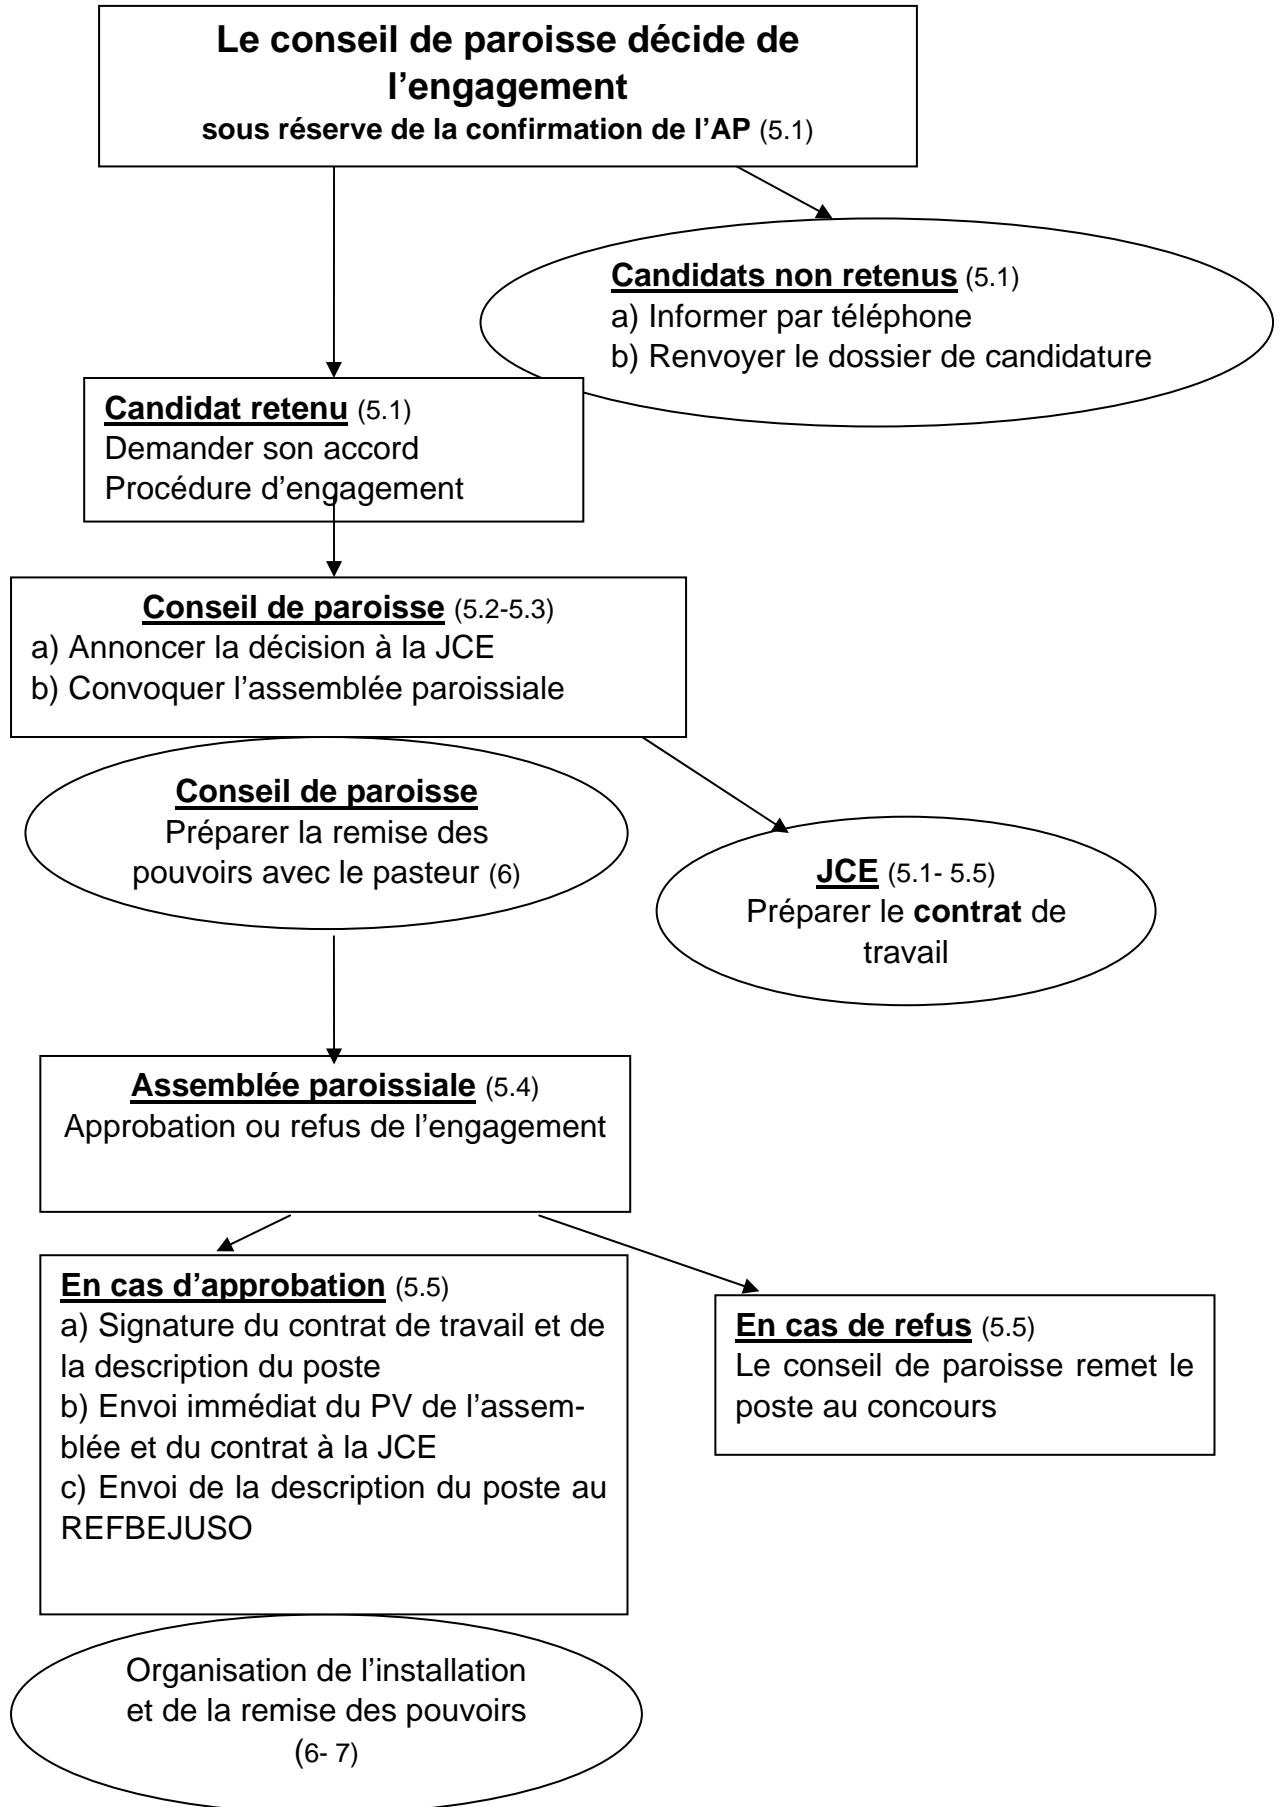 Le conseil de paroisse décide de
l’engagement
sous réserve de la confirmation de l’AP (5.1)
Candidats non retenus (5.1)
a) Informer par téléphone
b) Renvoyer le dossier de candidature
Candidat retenu (5.1)
Demander son accord
Procédure d’engagement
Conseil de paroisse (5.2-5.3)
a) Annoncer la décision à la JCE
b) Convoquer l’assemblée paroissiale
Conseil de paroisse
Préparer la remise des
pouvoirs avec le pasteur (6)
JCE (5.1- 5.5)
Préparer le contrat de
travail
Assemblée paroissiale (5.4)
Approbation ou refus de l’engagement
En cas d’approbation (5.5)
a) Signature du contrat de travail et de
la description du poste
b) Envoi immédiat du PV de l’assem-
blée et du contrat à la JCE
c) Envoi de la description du poste au
REFBEJUSO
En cas de refus (5.5)
Le conseil de paroisse remet le
poste au concours
Organisation de l’installation
et de la remise des pouvoirs
(6- 7)